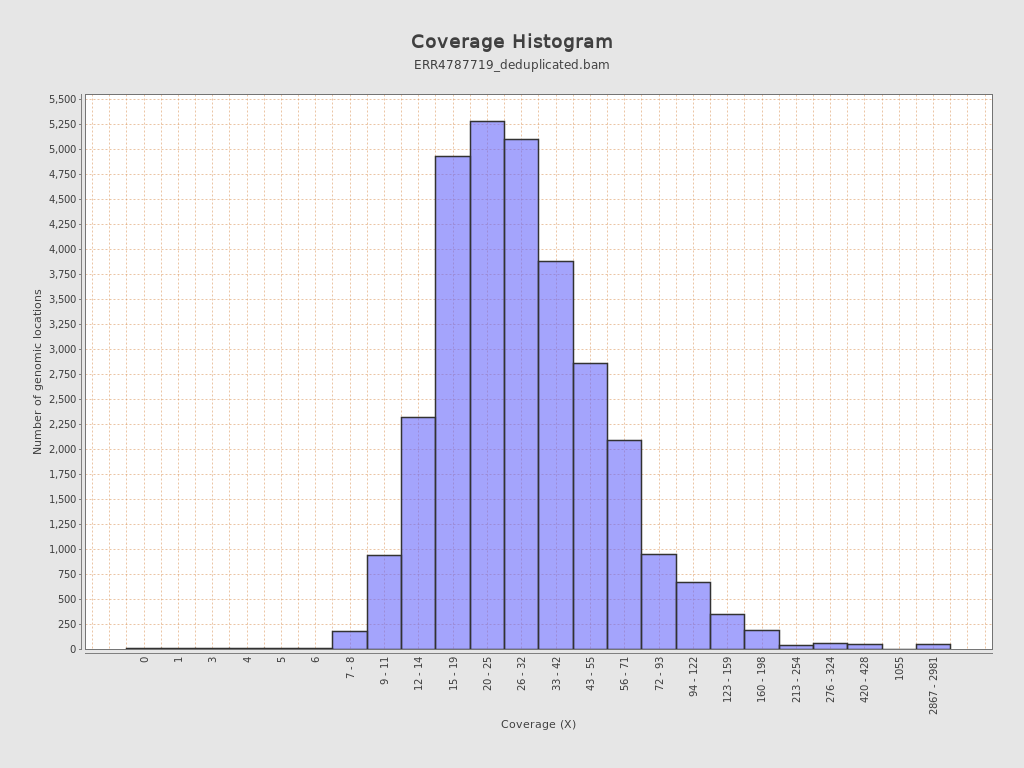 Coverage Histogram
ERR4787719_deduplicated.bam
Number of genomic locations
5,500
5,250
5,000
4,750
4,500
4,250
4,000
3,750
3,500
3,250
3,000
2,750
2,500
2,250
2,000
1,750
1,500
1,250
1,000
750
500
250
0
0
1
3
4
5
6
7 - 8
9 - 11
12 - 14
15 - 19
20 - 25
26 - 32
33 - 42
43 - 55
56 - 71
72 - 93
94 - 122
123 - 159
160 - 198
213 - 254
276 - 324
420 - 428
1055
2867 - 2981
Coverage (X)